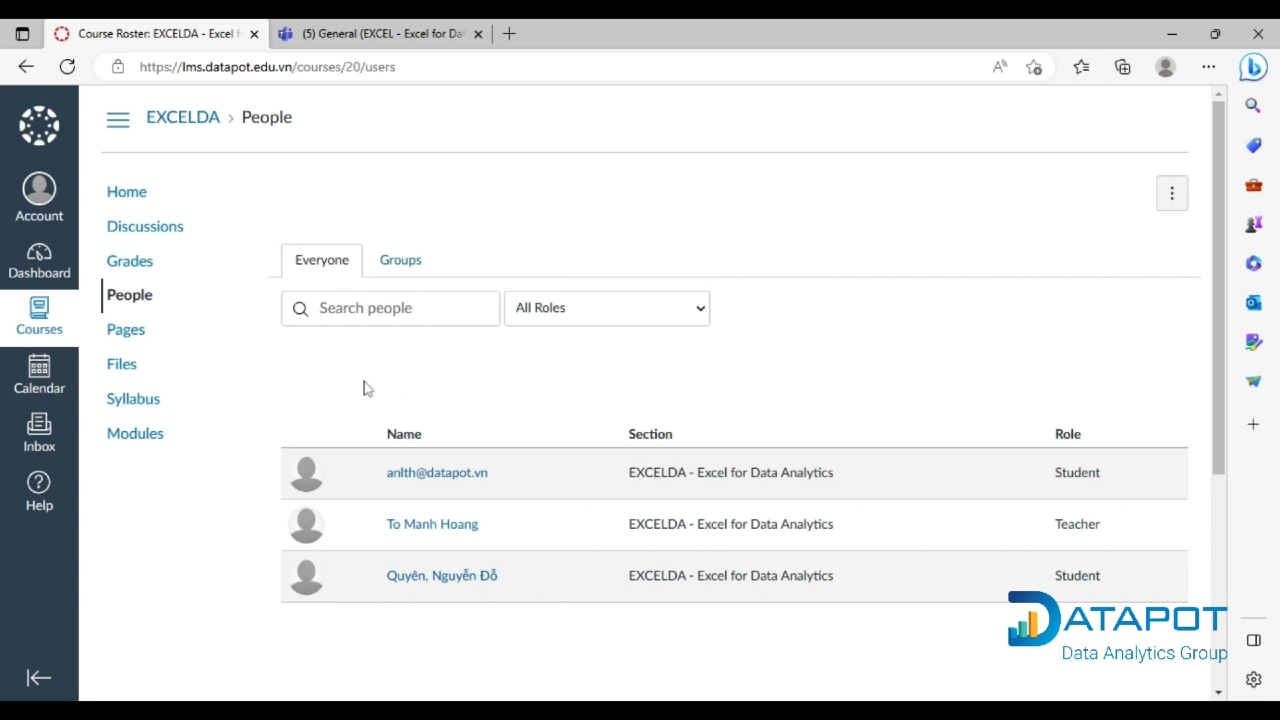 Course Roster: EXCELDA - Excel f
(5) General (EXCEL - Excel for Dat
https://lms.datapot.edu.vn/courses/20/users
EXCELDA > People
Account
Dashboard
Courses
Calendar
Inbox
Help
Home
Discussions
Grades
People
Pages
Files
Syllabus
Modules
Everyone Groups
Search people All Roles
Name Section Role
anlth@datapot.vn EXCELDA - Excel for Data Analytics Student
To Manh Hoang EXCELDA - Excel for Data Analytics Teacher
Quyên, Nguyễn Đỗ EXCELDA - Excel for Data Analytics Student
DATAPOT
Data Analytics Group